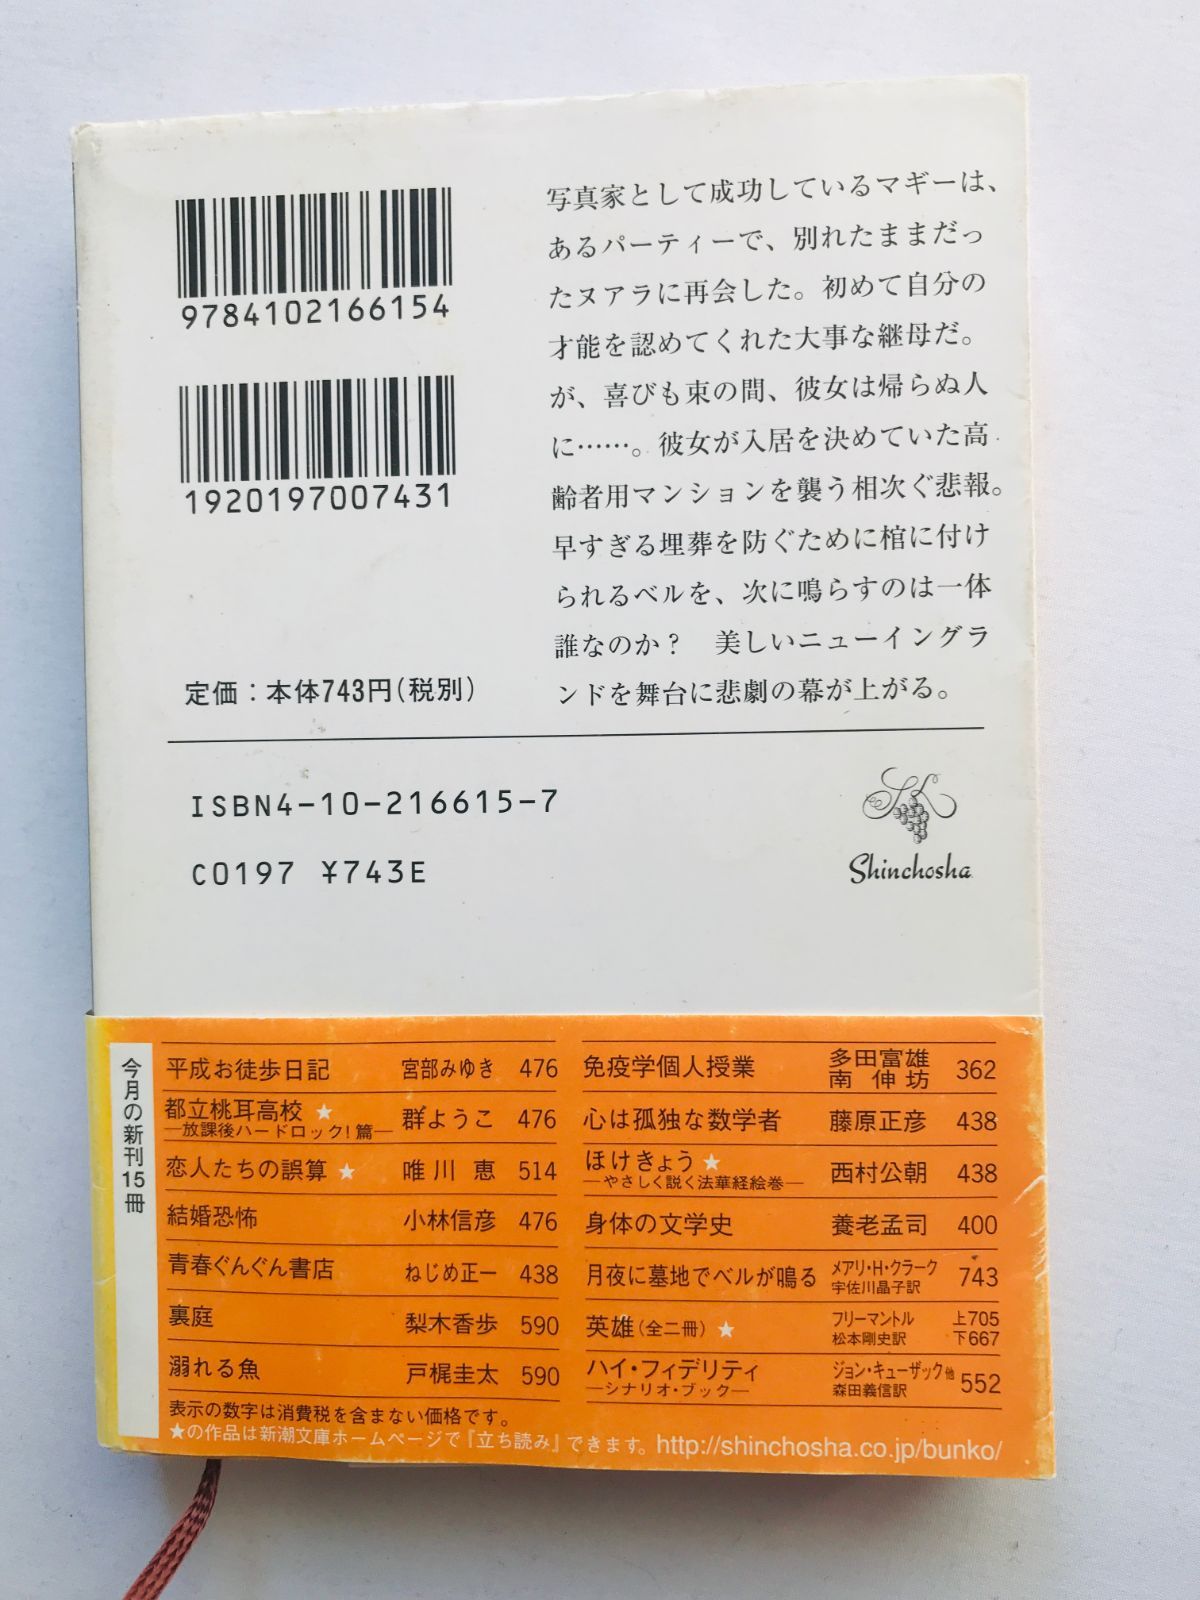 9784102166154
1920197007431
定価：本体743円（税別）
写真家として成功しているマギーは、
あるパーティーで、別れたままだっ
たヌアラに再会した。初めて自分の
才能を認めてくれた大事な継母だ。
が、喜びも束の間、彼女は帰らぬ人
に……。彼女が入居を決めていた高
齢者用マンションを襲う相次ぐ悲報。
早すぎる埋葬を防ぐために棺に付け
られるベルを、次に鳴らすのは一体
誰なのか？　美しいニューイングラ
ンドを舞台に悲劇の幕が上がる。
ISBN4-10-216615-7
C0197 ¥743E
Shinchosha
今月の新刊15冊
平成お徒歩日記 宮部みゆき 476
都立桃耳高校 ★ 群ようこ 476
—放課後ハードロック！篇—
恋人たちの誤算 ★ 唯川恵 514
結婚恐怖 小林信彦 476
青春ぐんぐん書店 ねじめ正一 438
裏庭 梨木香歩 590
溺れる魚 戸梶圭太 590
免疫学個人授業 多田富雄 南伸坊 362
心は孤独な数学者 藤原正彦 438
ほけきょう ★ 西村公朝 438
—やさしく説く法華経絵巻—
身体の文学史 養老孟司 400
月夜に墓地でベルが鳴る メアリ・H・クラーク 宇佐川晶子訳 743
英雄（全二冊）★ フリーマントル 松本剛史訳 上705 下667
ハイ・フィデリティ ジョン・キューザック他 森田義信訳 552
—シナリオ・ブック—
表示の数字は消費税を含まない価格です。
★の作品は新潮文庫ホームページで『立ち読み』できます。http://shinchosha.co.jp/bunko/